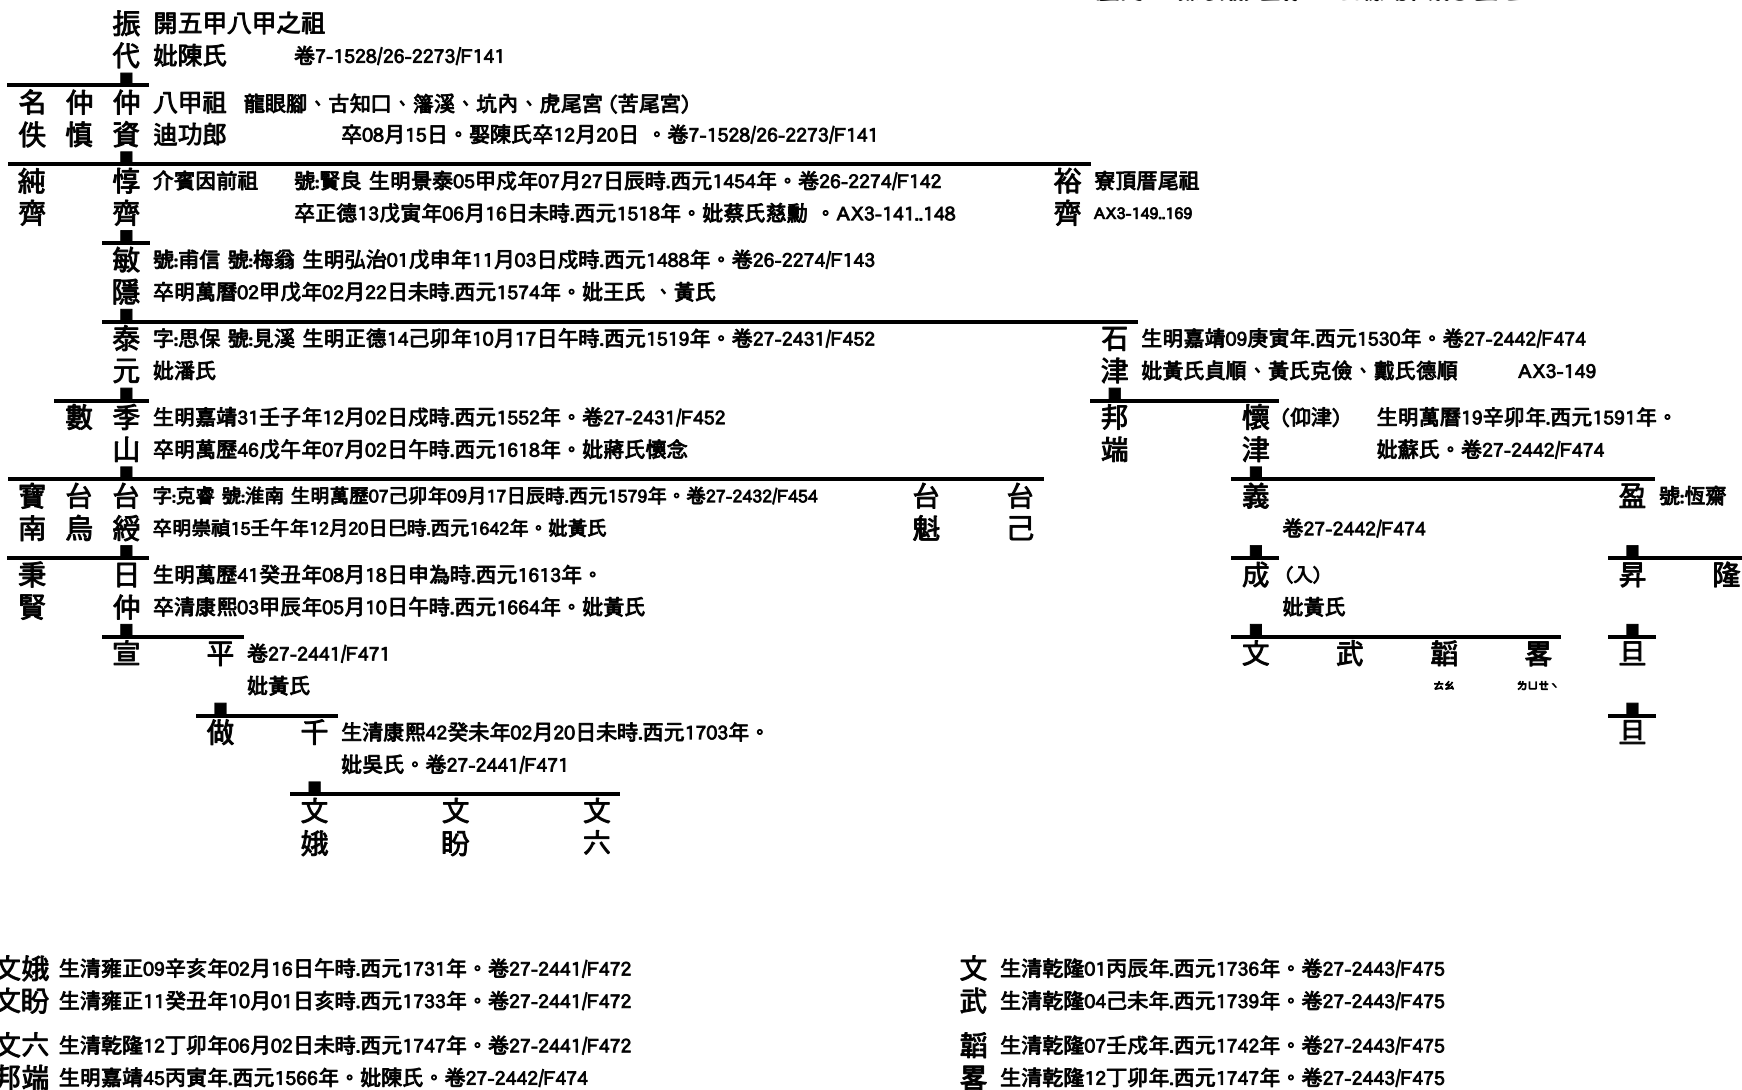 振 開五甲八甲之祖
代 妣陳氏 卷7-1528/26-2273/F141
名 仲 仲 八甲祖 龍眼腳、古知口、籓溪、坑內、虎尾宮 (苦尾宮)
佚 慎 資 迪功郎 卒08月15日。娶陳氏卒12月20日 。卷7-1528/26-2273/F141
純 惇 介賓因前祖 號:賢良 生明景泰05甲戍年07月27日辰時.西元1454年。卷26-2274/F142 裕 寮頂厝尾祖
齊 齊 卒正德13戊寅年06月16日未時.西元1518年。妣蔡氏慈勳 。AX3-141..148 齊 AX3-149..169
敏 號:甫信 號:梅翁 生明弘治01戊申年11月03日戍時.西元1488年。卷26-2274/F143
隱 卒明萬曆02甲戊年02月22日未時.西元1574年。妣王氏 、黃氏
泰 字:思保 號:見溪 生明正德14己卯年10月17日午時.西元1519年。卷27-2431/F452 石 生明嘉靖09庚寅年.西元1530年。卷27-2442/F474
元 妣潘氏 津 妣黃氏貞順、黃氏克儉、戴氏德順 AX3-149
數 季 生明嘉靖31壬子年12月02日戍時.西元1552年。卷27-2431/F452 邦 懷 (仰津) 生明萬曆19辛卯年.西元1591年。
山 卒明萬歷46戊午年07月02日午時.西元1618年。妣蔣氏懷念 端 津 妣蘇氏。卷27-2442/F474
寶 台 台 字:克睿 號:淮南 生明萬歷07己卯年09月17日辰時.西元1579年。卷27-2432/F454 台 台 義 盈 號:恆齋
南 烏 綬 卒明崇禎15壬午年12月20日巳時.西元1642年。妣黃氏 魁 己 卷27-2442/F474
秉 日 生明萬歷41癸丑年08月18日申為時.西元1613年。 成 (入) 昇 隆
賢 仲 卒清康熙03甲辰年05月10日午時.西元1664年。妣黃氏 妣黃氏
宣 平 卷27-2441/F471 文 武 韜 畧 旦
妣黃氏 ㄊㄠ ㄌㄩㄝˋ
做 千 生清康熙42癸未年02月20日未時.西元1703年。 旦
妣吳氏。卷27-2441/F471
文 文 文
娥 盼 六
文娥 生清雍正09辛亥年02月16日午時.西元1731年。卷27-2441/F472 文 生清乾隆01丙辰年.西元1736年。卷27-2443/F475
文盼 生清雍正11癸丑年10月01日亥時.西元1733年。卷27-2441/F472 武 生清乾隆04己未年.西元1739年。卷27-2443/F475
文六 生清乾隆12丁卯年06月02日未時.西元1747年。卷27-2441/F472 韜 生清乾隆07壬戍年.西元1742年。卷27-2443/F475
邦端 生明嘉靖45丙寅年.西元1566年。妣陳氏。卷27-2442/F474 畧 生清乾隆12丁卯年.西元1747年。卷27-2443/F475